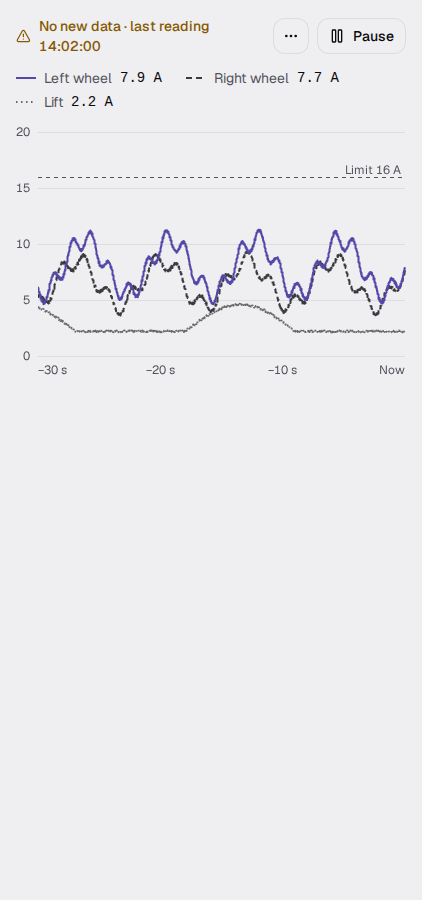 No new data · last reading
14:02:00
Pause
Left wheel 7.9 A Right wheel 7.7 A
Lift 2.2 A
20
Limit 16 A
15
10
5
0
−30 s −20 s −10 s Now